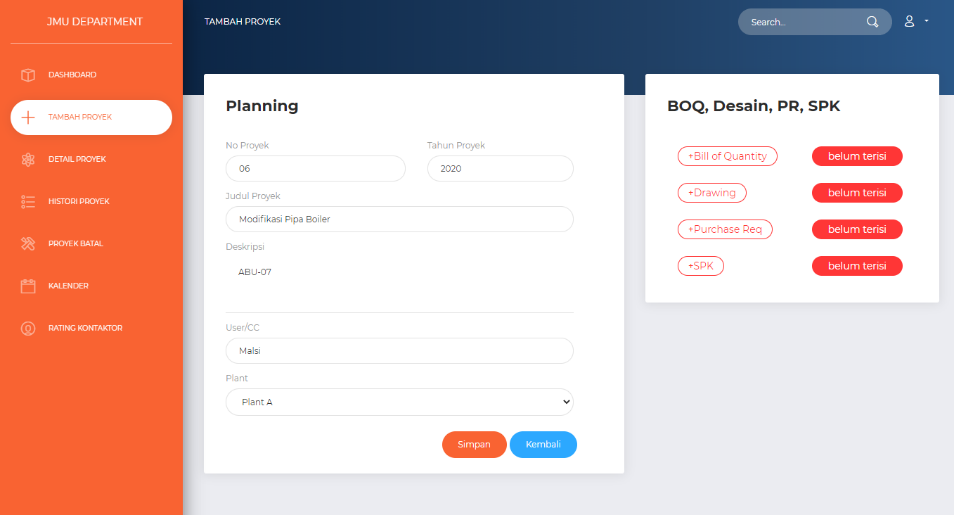 JMU DEPARTMENT
DASHBOARD
TAMBAH PROYEK
DETAIL PROYEK
HISTORI PROYEK
PROYEK BATAL
KALENDER
RATING KONTAKTOR
TAMBAH PROYEK
Search...
Planning
No Proyek
Tahun Proyek
06
2020
Judul Proyek
Modifikasi Pipa Boiler
Deskripsi
ABU-07
User/CC
Malsi
Plant
Plant A
Simpan
Kembali
BOQ, Desain, PR, SPK
+Bill of Quantity
belum terisi
+Drawing
belum terisi
+Purchase Req
belum terisi
+SPK
belum terisi